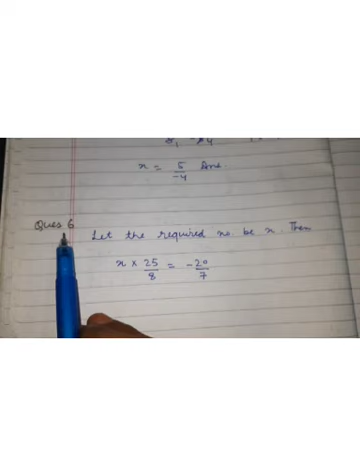 x = 5/-4 Ans.
Ques 6
Let the required no. be x. Then
x × 25/8 = -20/7